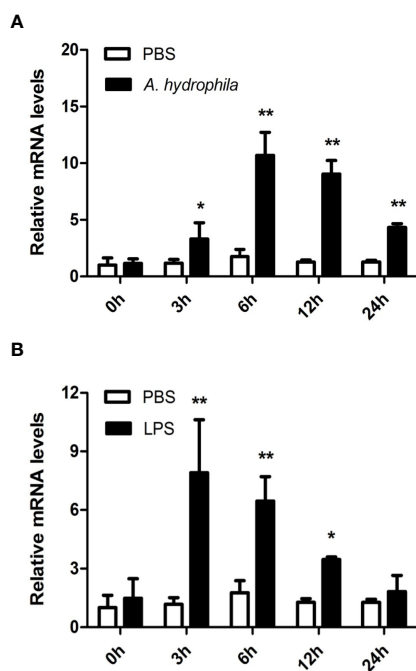 A
20
15
10
5
0
Relative mRNA levels
PBS
A. hydrophila
*
**
**
**
0h
3h
6h
12h
24h
B
12
9
6
3
0
Relative mRNA levels
PBS
LPS
**
**
*
0h
3h
6h
12h
24h